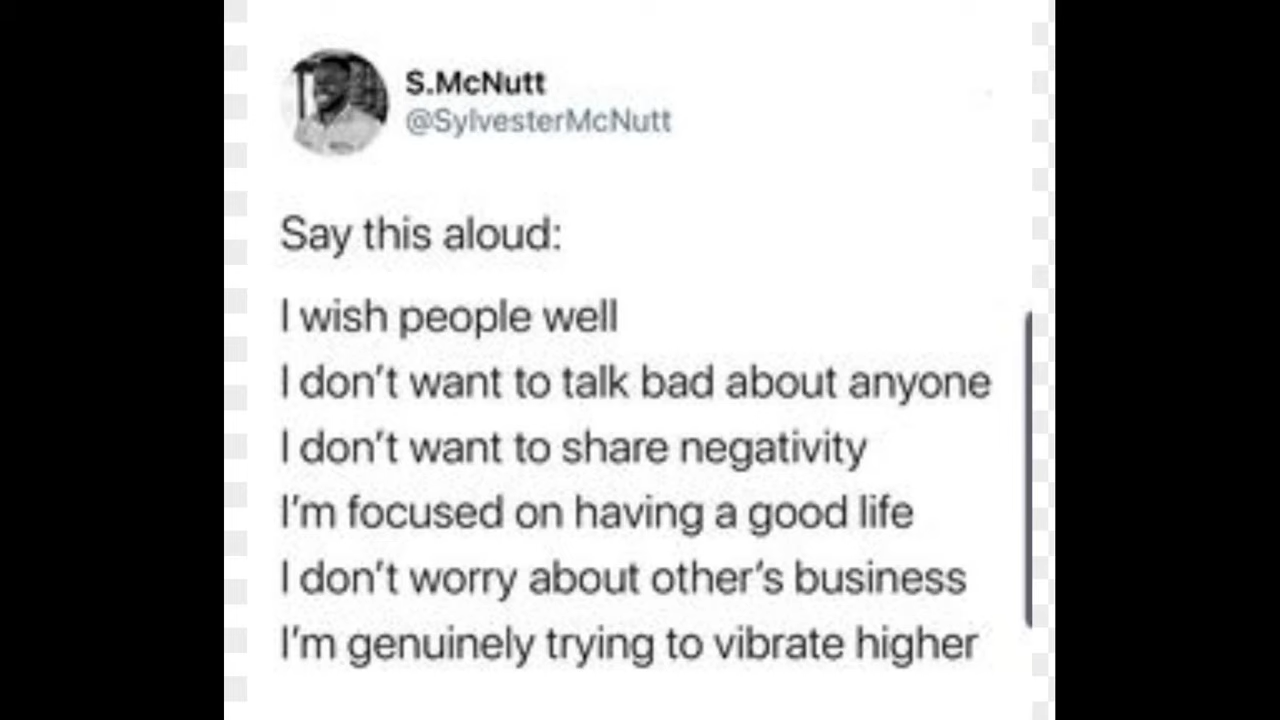 S.McNutt
@SylvesterMcNutt
Say this aloud:
I wish people well
I don't want to talk bad about anyone
I don't want to share negativity
I'm focused on having a good life
I don't worry about other's business
I'm genuinely trying to vibrate higher